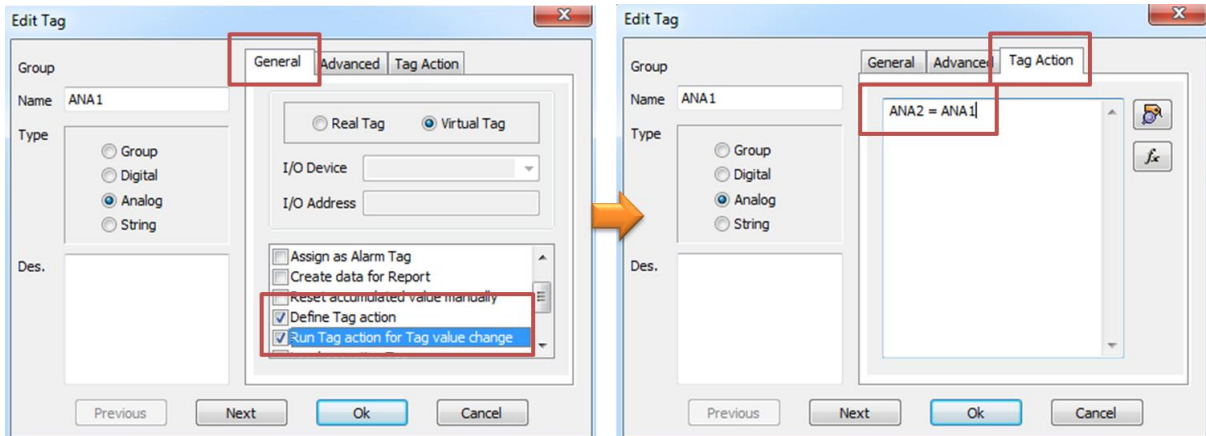 Edit Tag
Group
Name ANA1
Type
Group
Digital
Analog
String
Des.
General Advanced Tag Action
Real Tag Virtual Tag
I/O Device
I/O Address
Assign as Alarm Tag
Create data for Report
Reset accumulated value manually
Define Tag action
Run Tag action for Tag value change
Previous Next Ok Cancel
Edit Tag
Group
Name ANA1
Type
Group
Digital
Analog
String
Des.
General Advanced Tag Action
ANA2 = ANA1
fx
Previous Next Ok Cancel